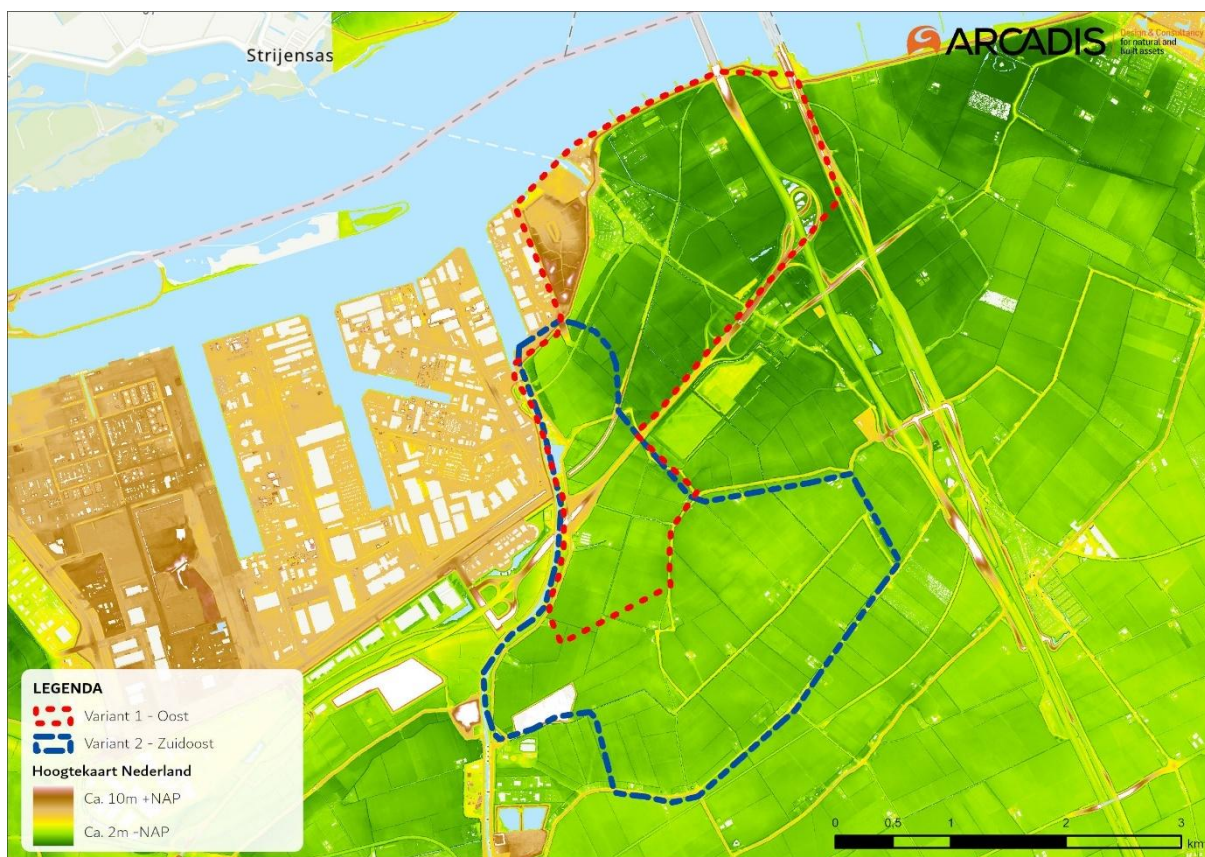 Strijensas
ARCADIS
Design & Consultancy
for natural and
built assets
LEGENDA
Variant 1 - Oost
Variant 2 - Zuidoost
Hoogtekaart Nederland
Ca. 10m +NAP
Ca. 2m -NAP
0 0,5 1 2 3
km